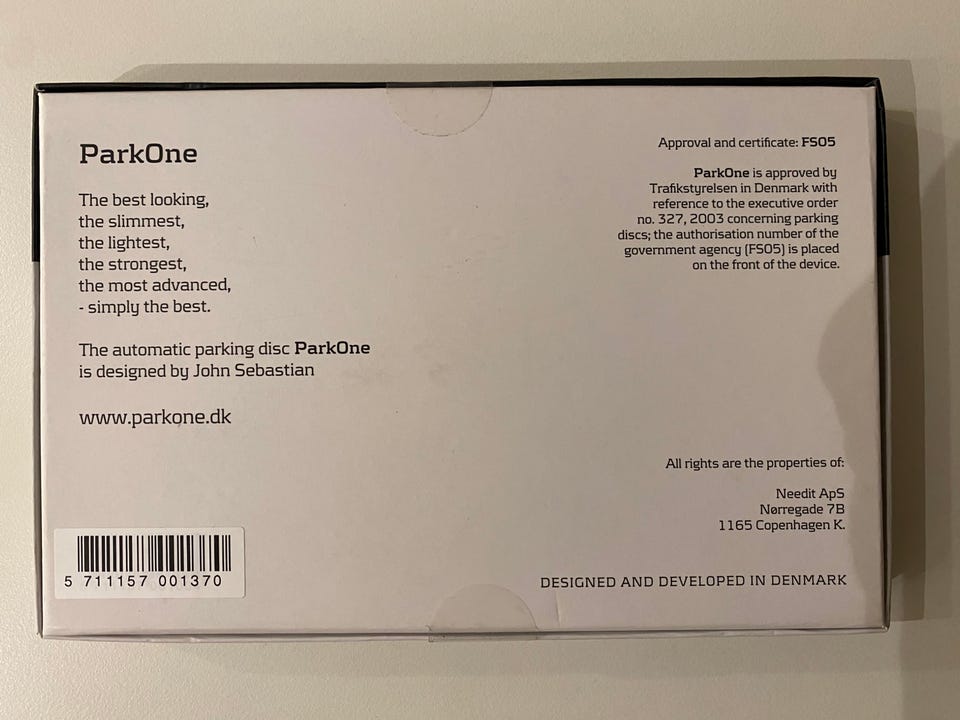 ParkOne
The best looking,
the slimmest,
the lightest,
the strongest,
the most advanced,
- simply the best.
The automatic parking disc ParkOne
is designed by John Sebastian
www.parkone.dk
5 711157 001370
Approval and certificate: FS05
ParkOne is approved by
Trafikstyrelsen in Denmark with
reference to the executive order
no. 327, 2003 concerning parking
discs; the authorisation number of the
government agency (FS05) is placed
on the front of the device.
All rights are the properties of:
Needit ApS
Nørregade 7B
1165 Copenhagen K.
DESIGNED AND DEVELOPED IN DENMARK